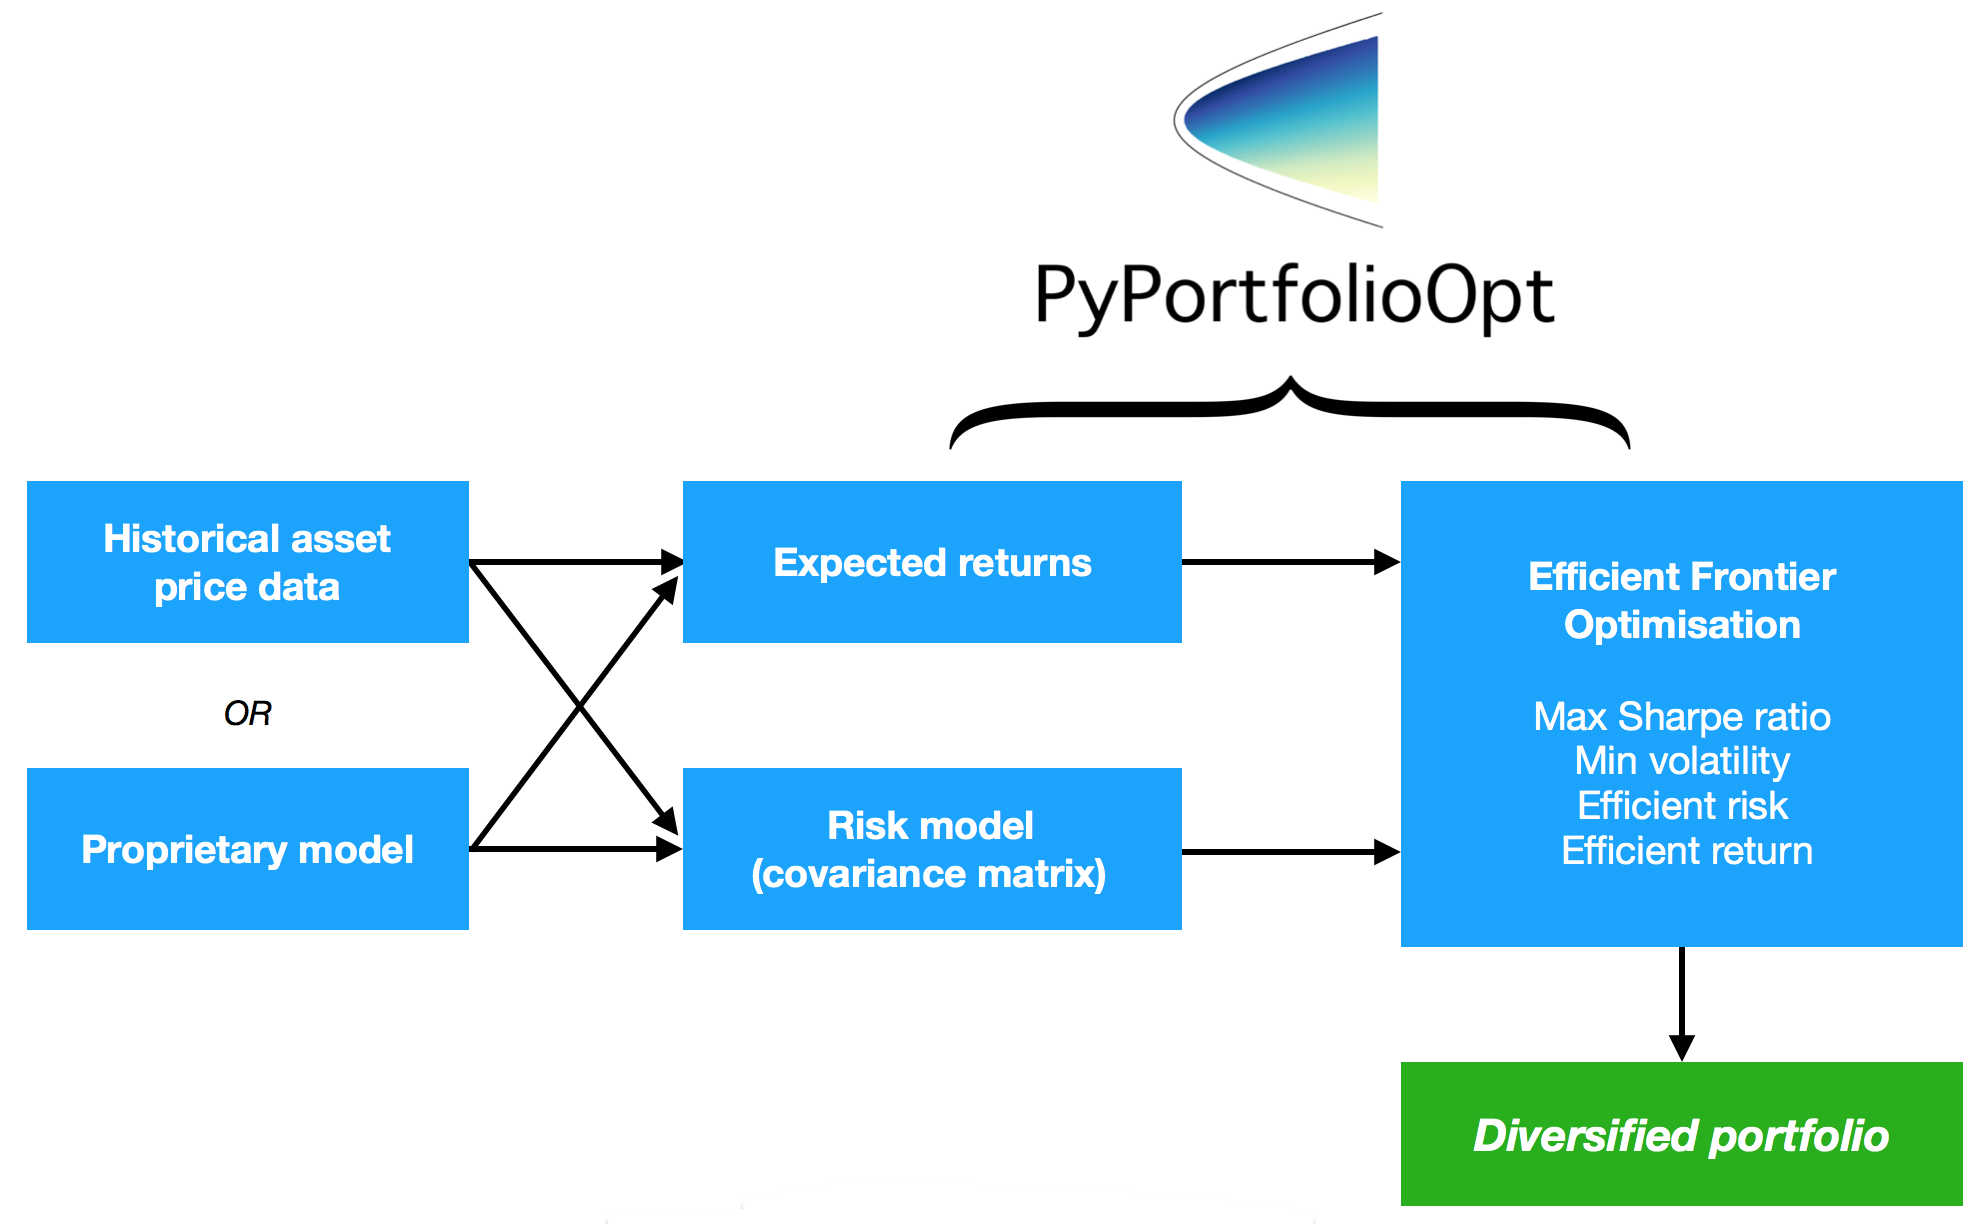 PyPortfolioOpt
Historical asset
price data
OR
Proprietary model
Expected returns
Risk model
(covariance matrix)
Efficient Frontier
Optimisation
Max Sharpe ratio
Min volatility
Efficient risk
Efficient return
Diversified portfolio